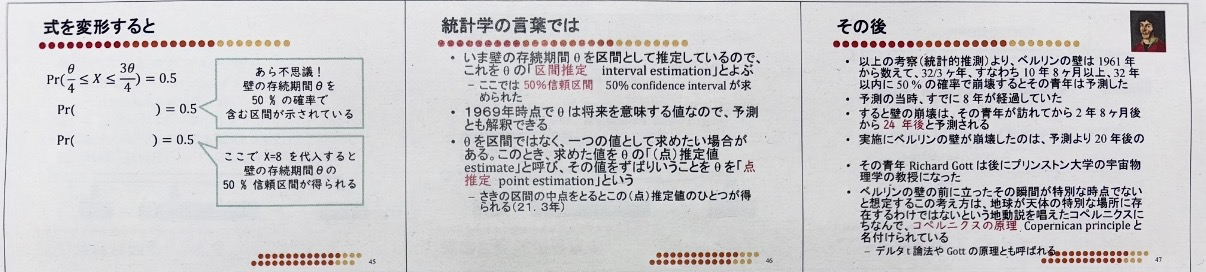 式を変形すると
Pr(θ/4 ≤ X ≤ 3θ/4) = 0.5
Pr( ) = 0.5
Pr( ) = 0.5
あら不思議!
壁の存続期間θを
50 % の確率で
含む区間が示されている
ここで X=8 を代入すると
壁の存続期間θの
50 % 信頼区間が得られる
45
統計学の言葉では
• いま壁の存続期間 θ を区間として推定しているので、
これを θ の「区間推定 interval estimation」とよぶ
– ここでは 50%信頼区間 50% confidence interval が求
められた
• 1969年時点で θ は将来を意味する値なので、予測
とも解釈できる
• θ を区間ではなく、一つの値として求めたい場合が
ある。このとき、求めた値を θ の「(点)推定値
estimate」と呼び、その値をずばりいうことを θ を「点
推定 point estimation」という
– さきの区間の中点をとるとこの(点)推定値のひとつが得
られる(21.3年)
46
その後
• 以上の考察(統計的推測)より、ベルリンの壁は 1961 年
から数えて、32/3 ヶ年、すなわち 10 年 8 ヶ月以上、32 年
以内に 50 % の確率で崩壊するとその青年は予測した
• 予測の当時、すでに 8 年が経過していた
• すると壁の崩壊は、その青年が訪れてから 2 年 8 ヶ月後
から 24 年後と予測される
• 実施にベルリンの壁が崩壊したのは、予測より 20 年後の
• その青年 Richard Gott は後にプリンストン大学の宇宙物
理学の教授になった
• ベルリンの壁の前に立ったその瞬間が特別な時点でない
と想定するこの考え方は、地球が天体の特別な場所に存
在するわけではないという地動説を唱えたコペルニクスに
ちなんで、コペルニクスの原理 Copernican principle と
名付けられている
– デルタ t 論法や Gott の原理とも呼ばれる
47